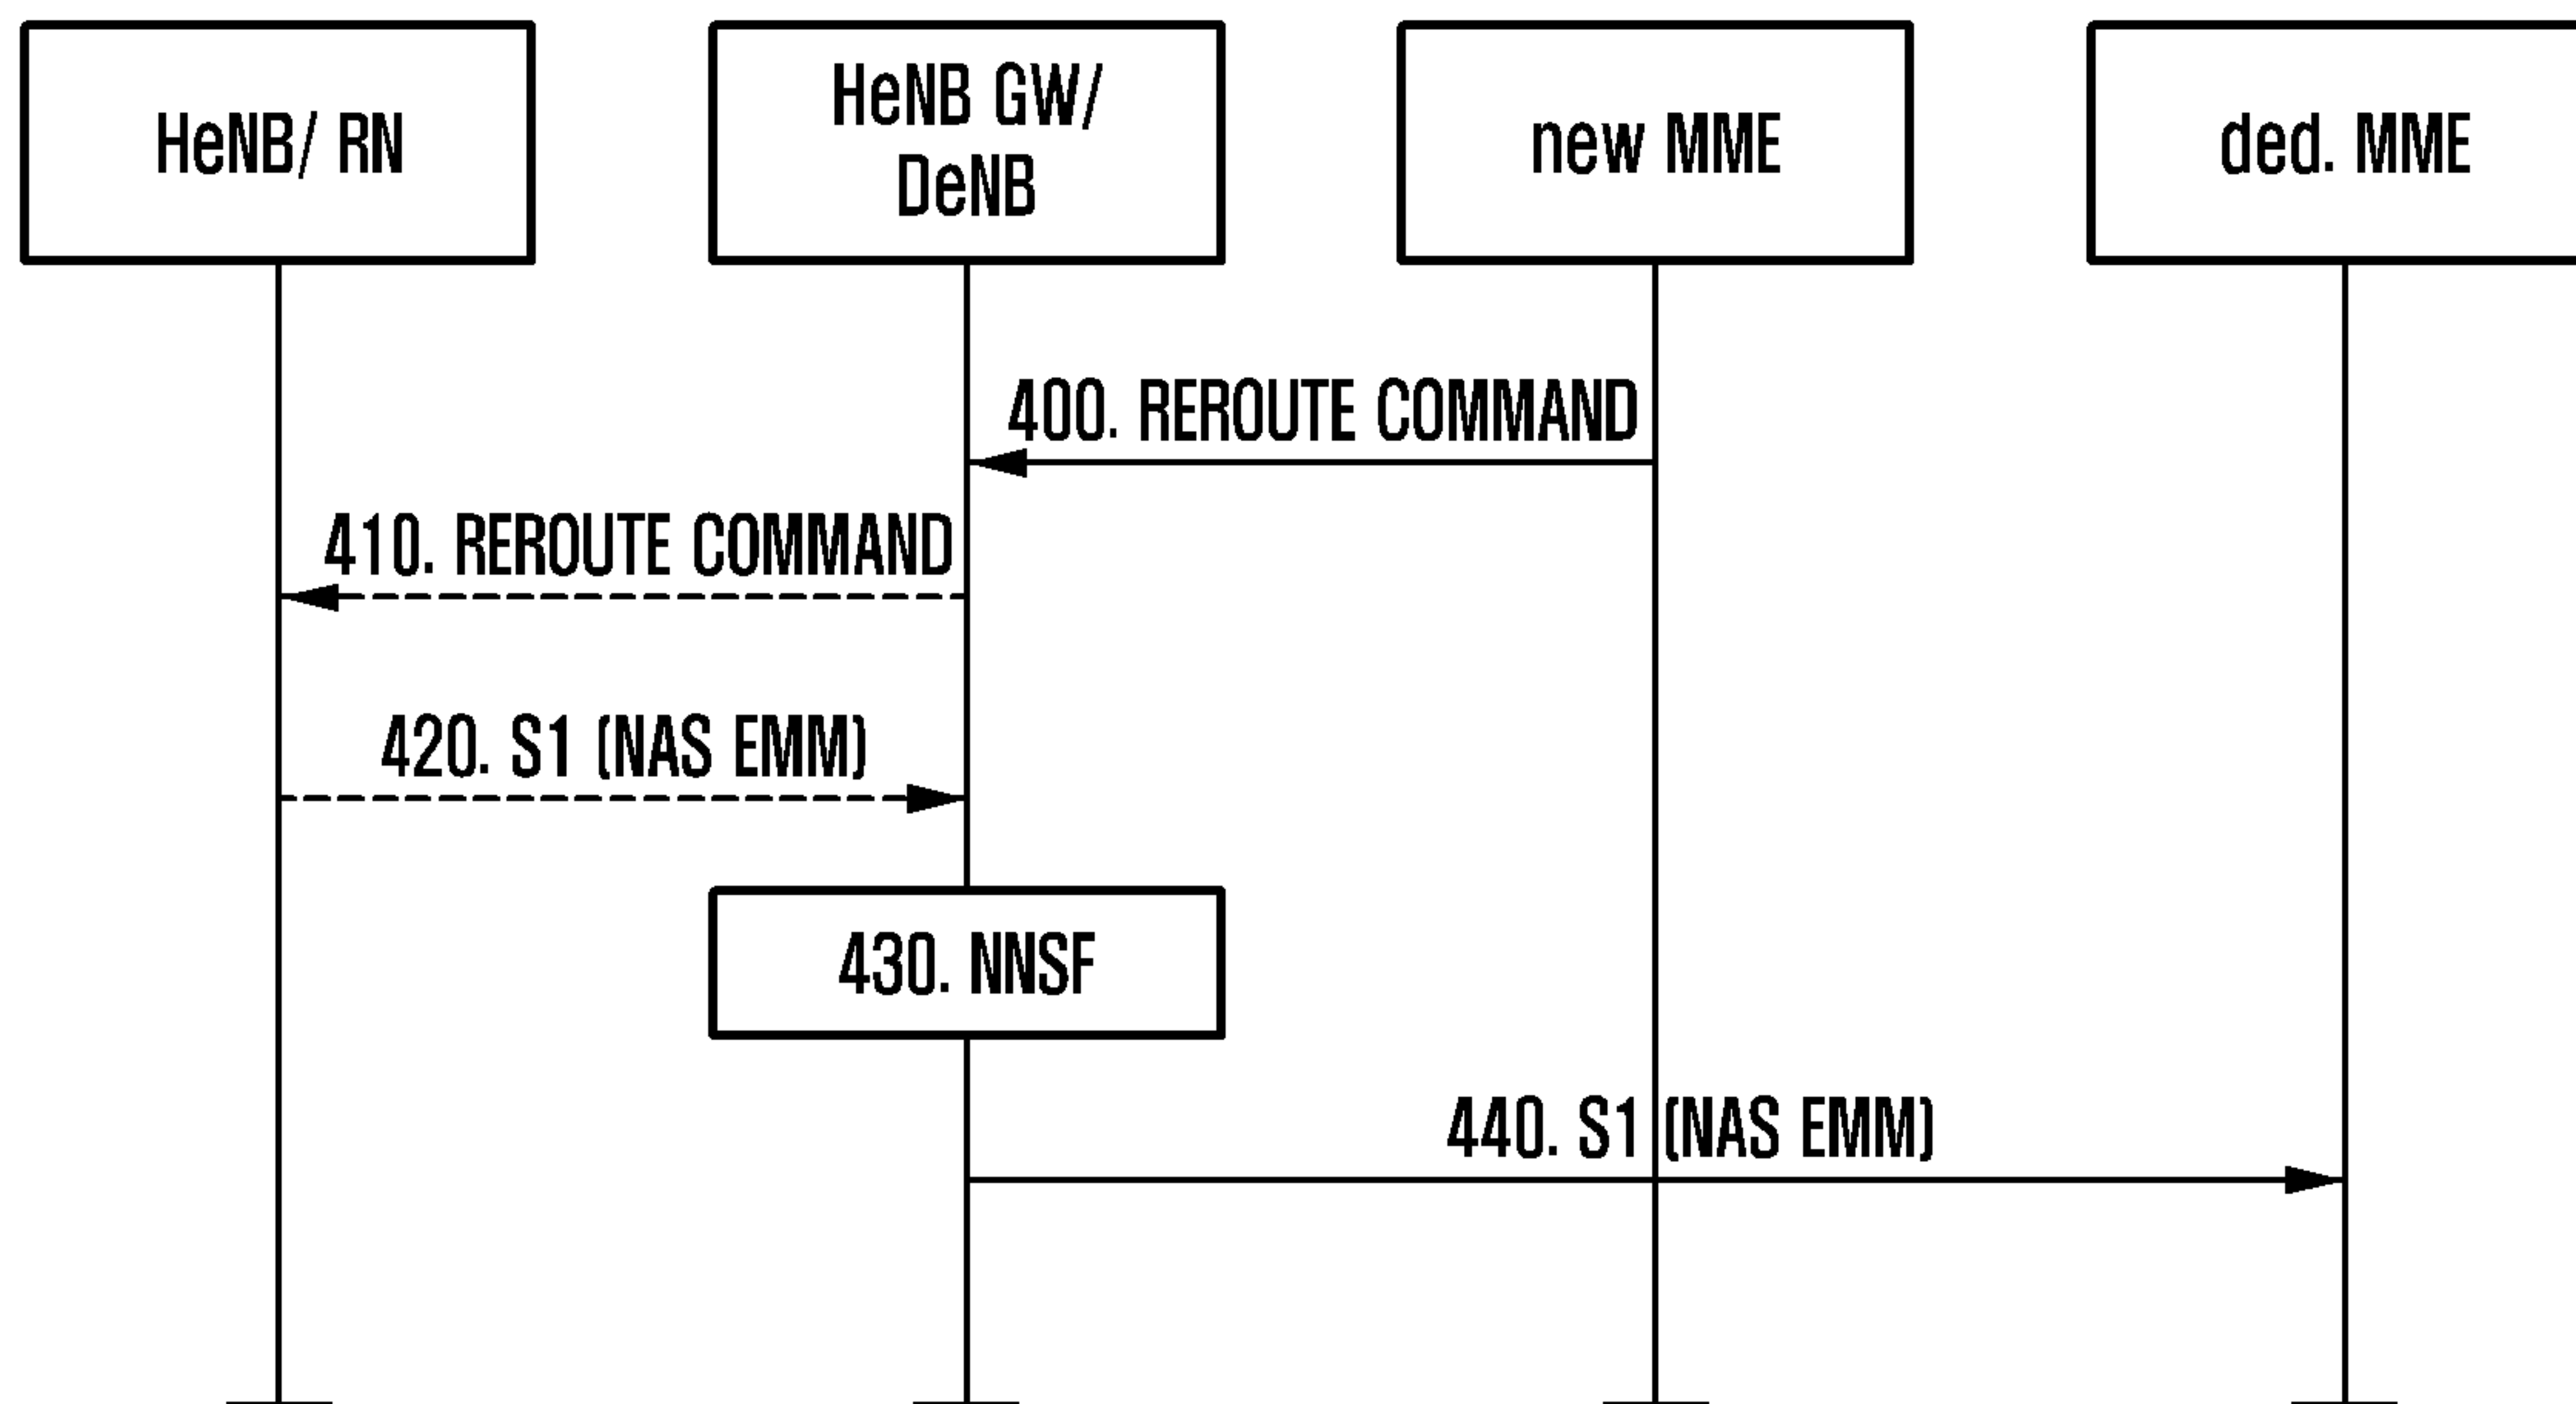 HeNB/ RN
HeNB GW/
DeNB
new MME
ded. MME
400. REROUTE COMMAND
410. REROUTE COMMAND
420. S1 (NAS EMM)
430. NNSF
440. S1 (NAS EMM)